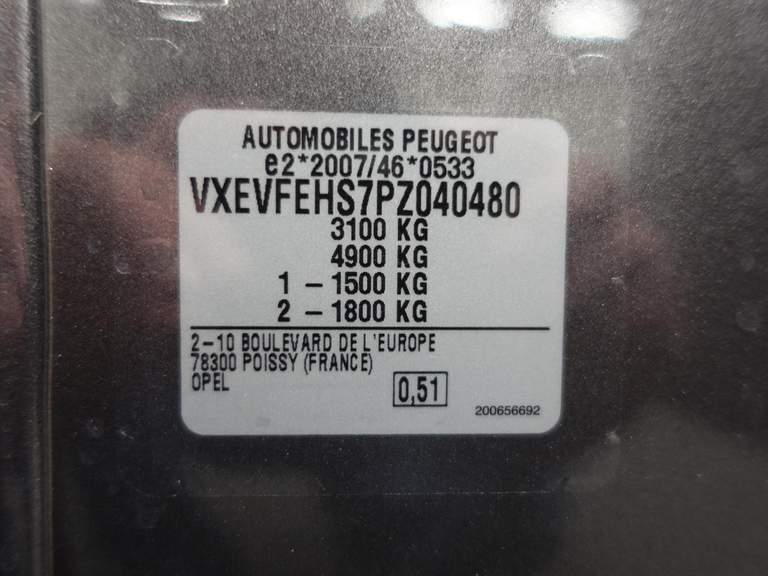 AUTOMOBILES PEUGEOT
e2*2007/46*0533
VXEVFEHS7PZ040480
3100 KG
4900 KG
1 - 1500 KG
2 - 1800 KG
2-10 BOULEVARD DE L'EUROPE
78300 POISSY (FRANCE)
OPEL
0,51
200656692